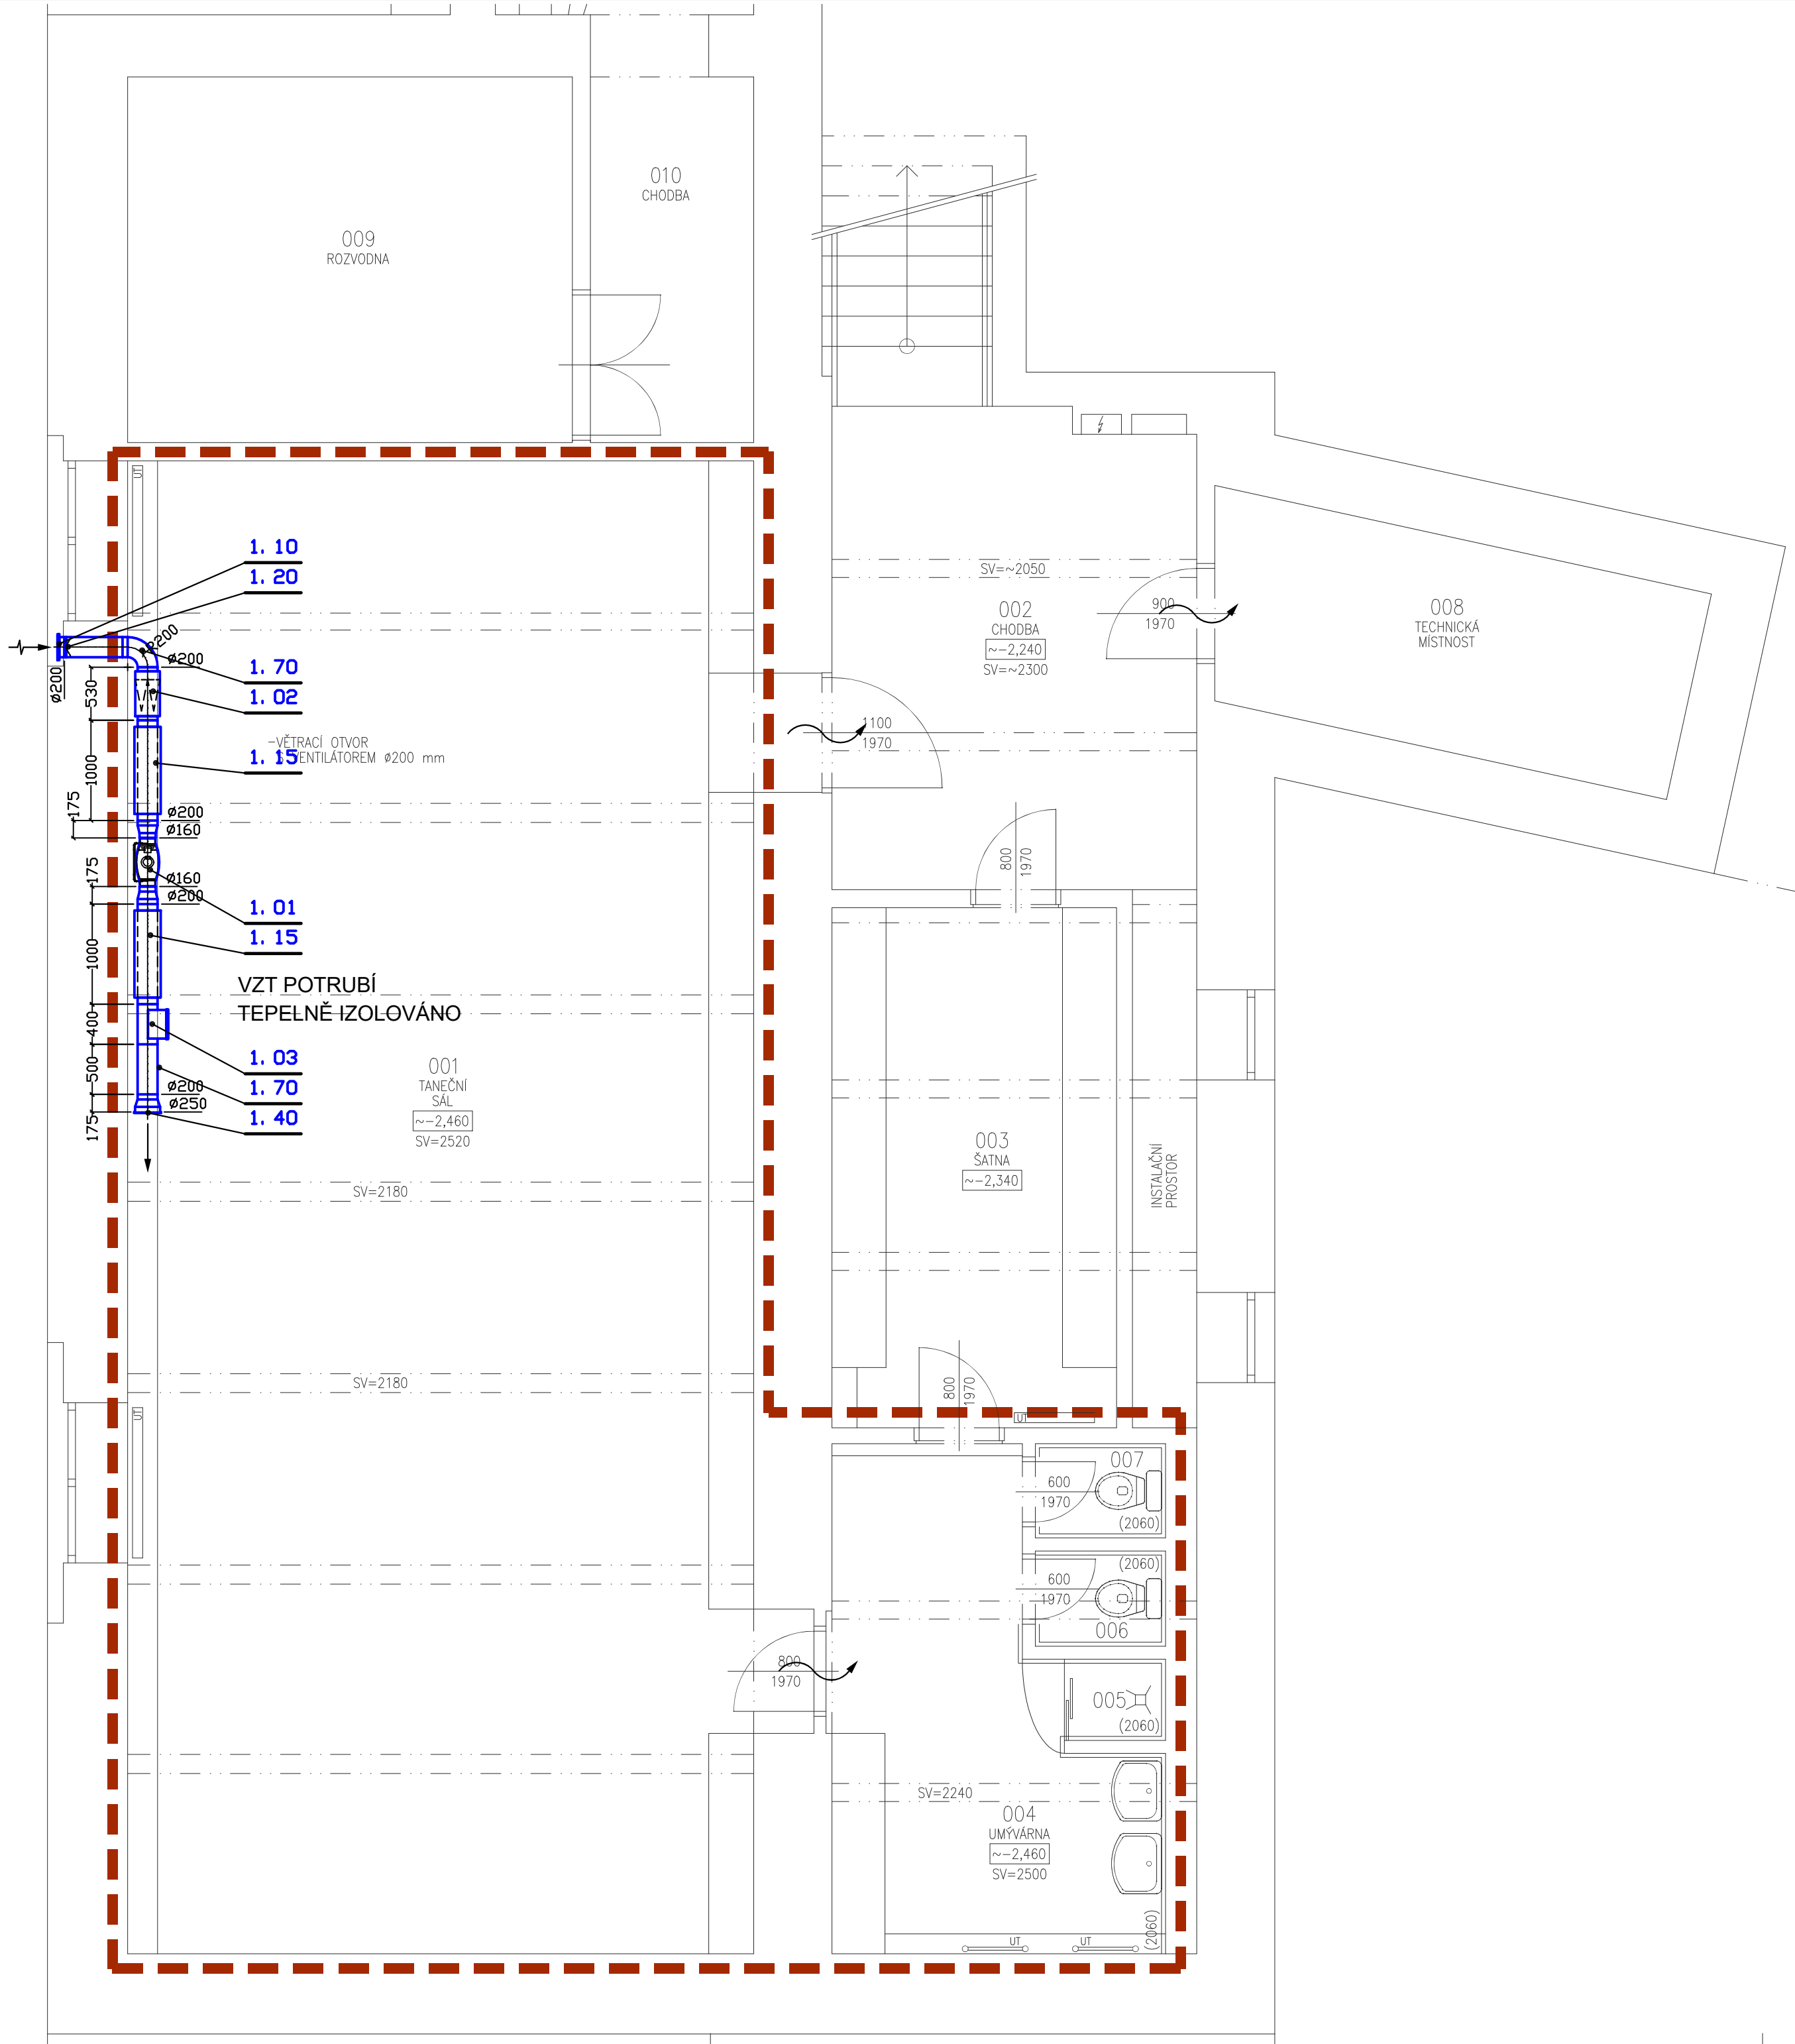 010
CHODBA
009
ROZVODNA
UT
1. 10
1. 20
SV=~2050
002
CHODBA
~-2,240
SV=~2300
900
1970
008
TECHNICKÁ
MÍSTNOST
ø200
ø200
530
1. 70
1. 02
-VĚTRACÍ OTVOR
VENTILÁTOREM ø200 mm
1. 15
1100
1970
1000
175
ø200
ø160
800
1970
175
ø160
ø200
1. 01
1. 15
1000
VZT POTRUBÍ
TEPELNĚ IZOLOVÁNO
400
1. 03
500
1. 70
ø200
ø250
1. 40
175
001
TANEČNÍ
SÁL
~-2,460
SV=2520
003
ŠATNA
~-2,340
INSTALAČNÍ
PROSTOR
SV=2180
SV=2180
800
1970
UT
UT
007
600
1970
(2060)
(2060)
600
1970
006
800
1970
005
(2060)
SV=2240
004
UMÝVÁRNA
~-2,460
SV=2500
(2060)
UT
UT